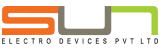 SUN
ELECTRO DEVICES PVT LTD